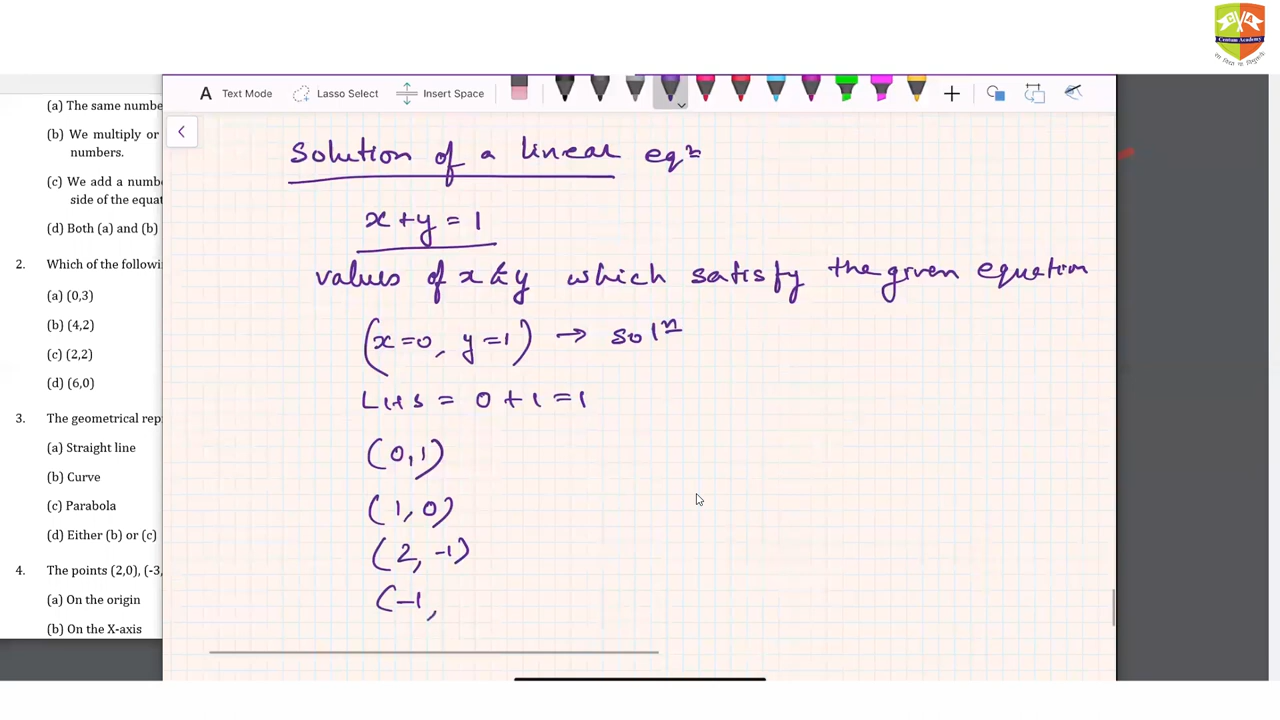 Centum Academy
A Text Mode Lasso Select Insert Space
(a) The same numbe
(b) We multiply or
numbers.
(c) We add a numb
side of the equat
(d) Both (a) and (b)
2. Which of the followi
(a) (0,3)
(b) (4,2)
(c) (2,2)
(d) (6,0)
3. The geometrical rep
(a) Straight line
(b) Curve
(c) Parabola
(d) Either (b) or (c)
4. The points (2,0), (-3,
(a) On the origin
(b) On the X-axis
Solution of a linear eqⁿ
x + y = 1
values of x & y which satisfy the given equation
(x = 0, y = 1) → solⁿ
LHS = 0 + 1 = 1
(0, 1)
(1, 0)
(2, -1)
(-1,